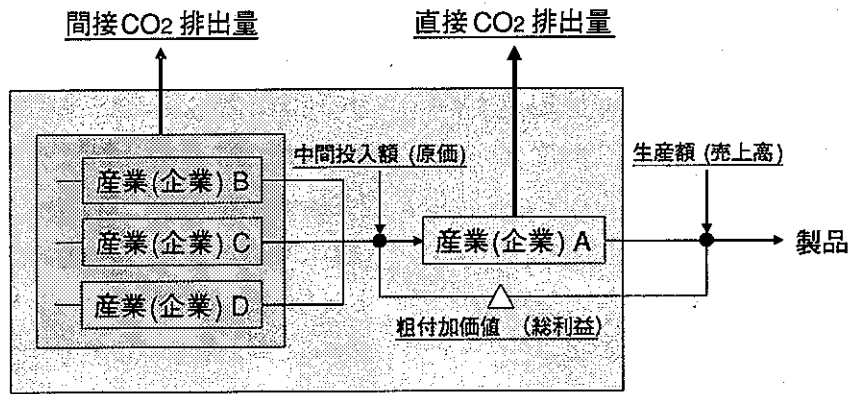 間接CO2排出量
直接CO2排出量
中間投入額(原価)
生産額(売上高)
産業(企業)B
産業(企業)C
産業(企業)A
製品
産業(企業)D
粗付加価値 (総利益)